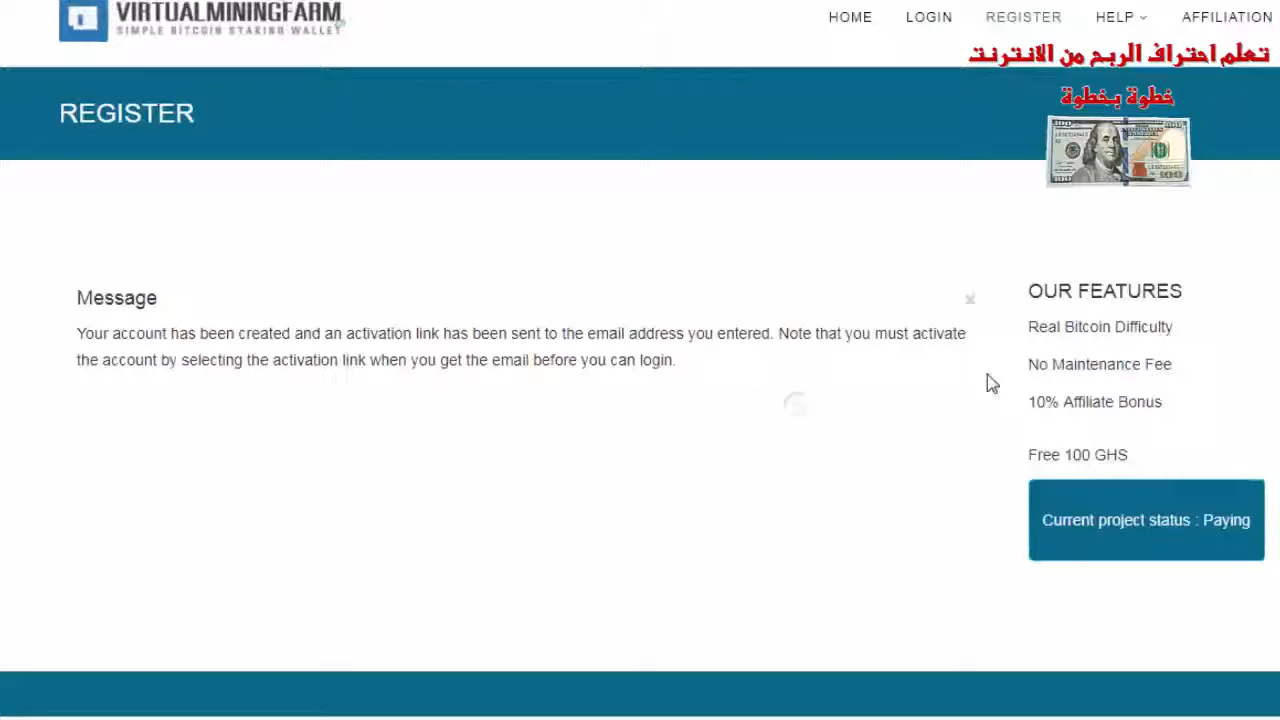 VIRTUALMININGFARM
SIMPLE BITCOIN STAKING WALLET
HOME
LOGIN
REGISTER
HELP
AFFILIATION
تعلم احتراف الربح من الانترنت
خطوة بخطوة
REGISTER
Message
Your account has been created and an activation link has been sent to the email address you entered. Note that you must activate
the account by selecting the activation link when you get the email before you can login.
OUR FEATURES
Real Bitcoin Difficulty
No Maintenance Fee
10% Affiliate Bonus
Free 100 GHS
Current project status : Paying